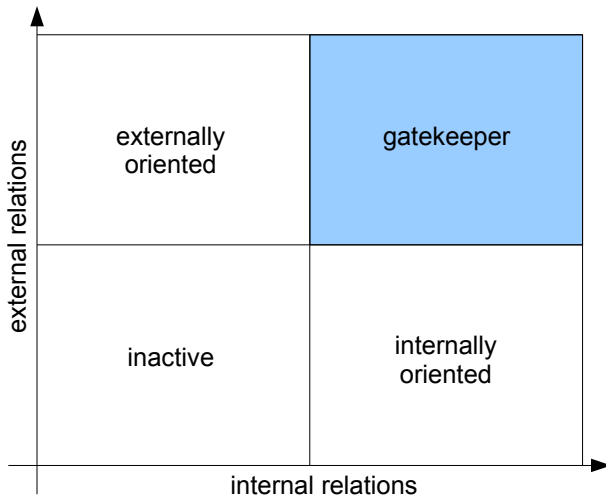 externally
oriented
gatekeeper
external relations
inactive
internally
oriented
internal relations